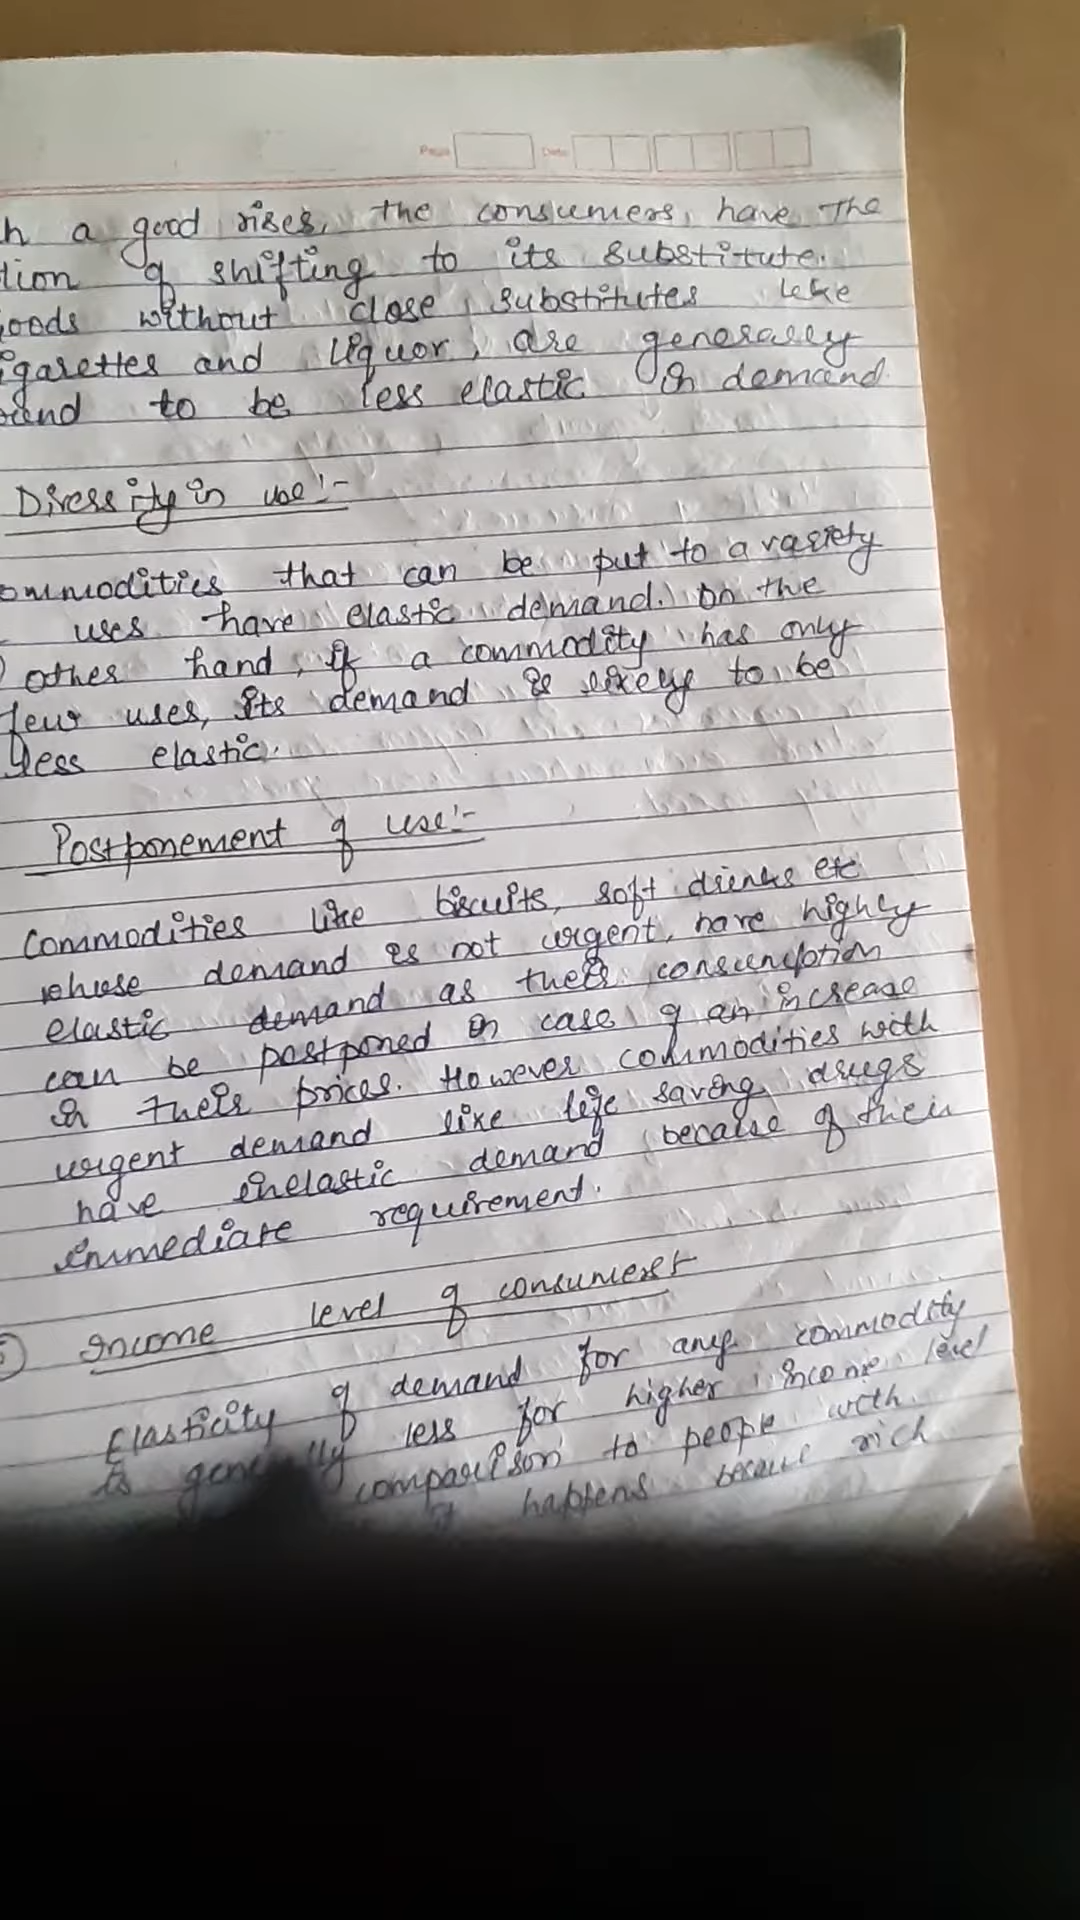 Page Date
h a good rises, the consumers, have the
tion of shifting to its substitute.
oods without close substitutes like
igarettes and liquor, are generally
ound to be less elastic in demand.
Diversity in use:-
ommodities that can be put to a variety
uses have elastic demand. On the
other hand, if a commodity has only
few uses, its demand is likely to be
less elastic.
Postponement of use:-
Commodities like biscuits, soft drinks etc
whose demand is not urgent, have highly
elastic demand as their consumption
can be postponed in case of an increase
in their prices. However commodities with
urgent demand like life saving drugs
have inelastic demand because of their
immediate requirement.
Income level of consumers
Elasticity of demand for any commodity
is generally less for higher income level
comparison to people with
happens because rich